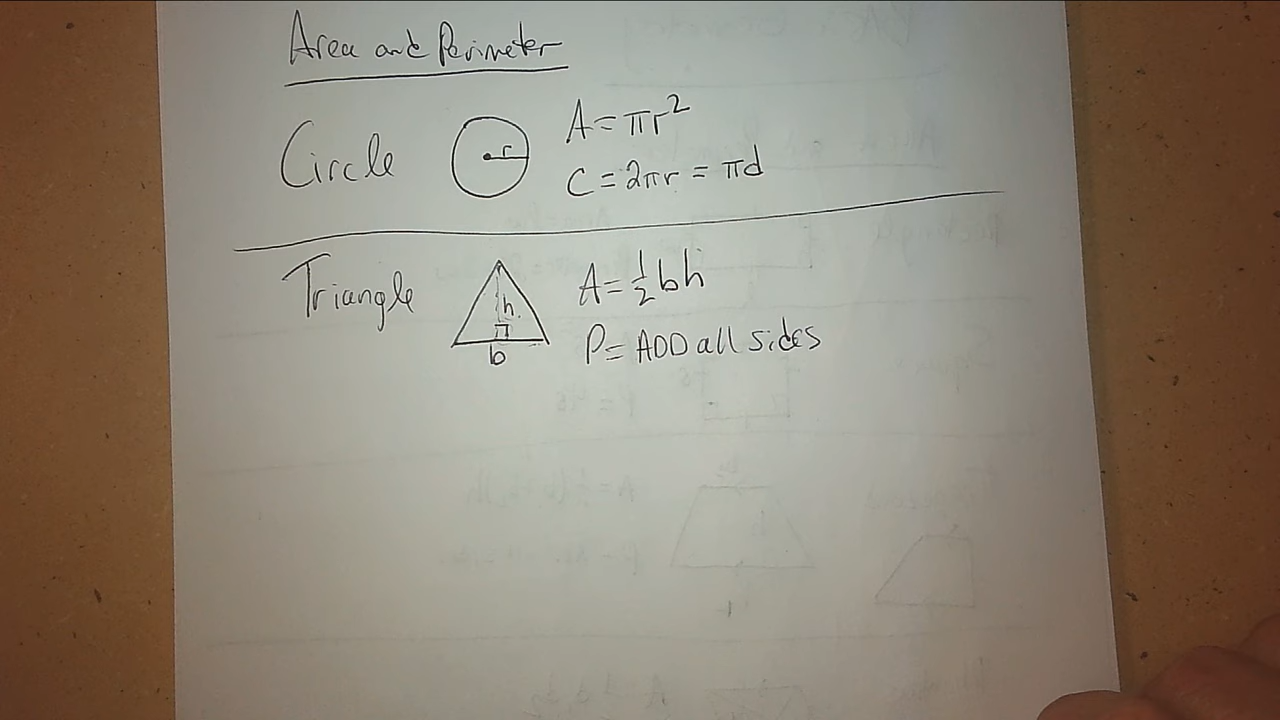 Area and Perimeter
Circle
r
A = πr²
C = 2πr = πd
Triangle
h
b
A = ½bh
P = ADD all sides